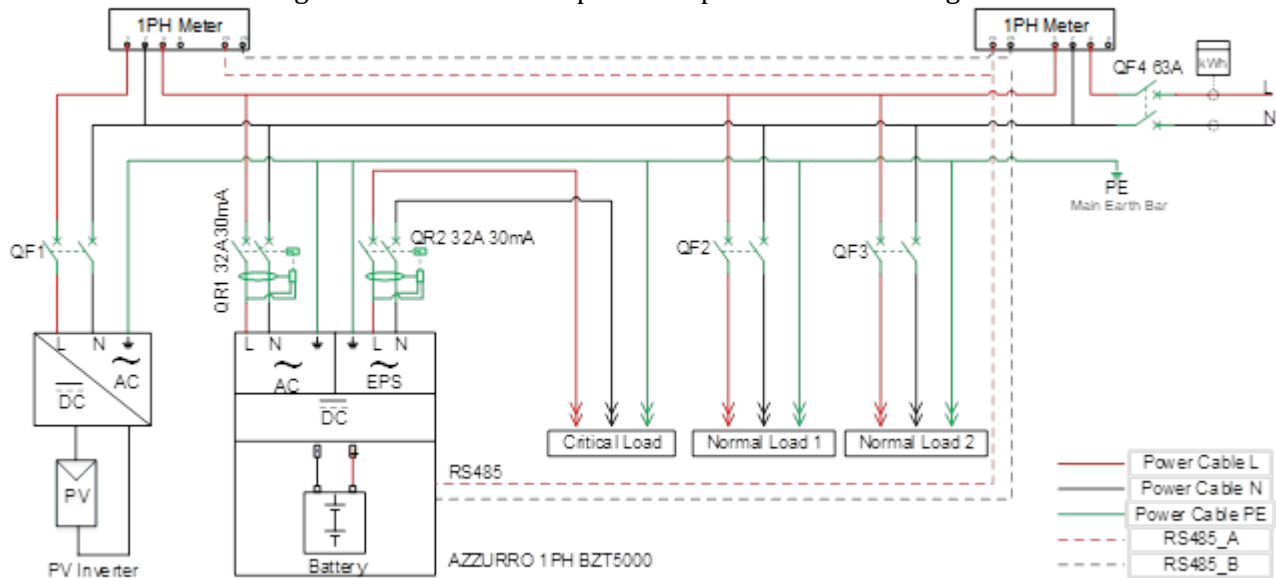 1PH Meter
1PH Meter
QF4 63A
kWh
L
N
PE
Main Earth Bar
QF1
QR1 32A30mA
QR2 32A 30mA
QF2
QF3
L N
AC
DC
L N
AC
L N
EPS
DC
Critical Load
Normal Load 1
Normal Load 2
RS485
PV
Battery
AZZURRO 1PH BZT5000
PV Inverter
Power Cable L
Power Cable N
Power Cable PE
RS485_A
RS485_B